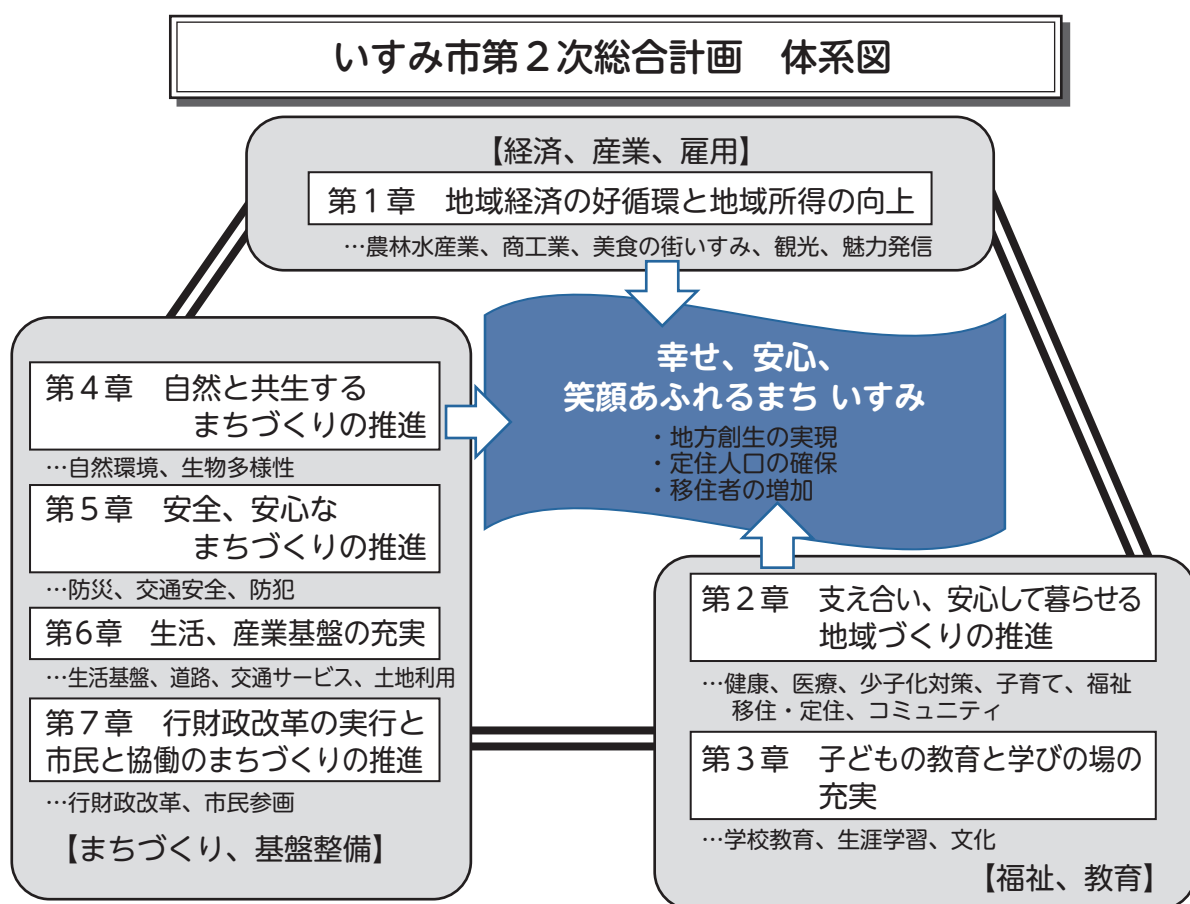 いすみ市第２次総合計画　体系図
【経済、産業、雇用】
第１章　地域経済の好循環と地域所得の向上
…農林水産業、商工業、美食の街いすみ、観光、魅力発信
幸せ、安心、
笑顔あふれるまち いすみ
・地方創生の実現
・定住人口の確保
・移住者の増加
第４章　自然と共生する
まちづくりの推進
…自然環境、生物多様性
第５章　安全、安心な
まちづくりの推進
…防災、交通安全、防犯
第6章　生活、産業基盤の充実
…生活基盤、道路、交通サービス、土地利用
第７章　行財政改革の実行と
市民と協働のまちづくりの推進
…行財政改革、市民参画
【まちづくり、基盤整備】
第２章　支え合い、安心して暮らせる
地域づくりの推進
…健康、医療、少子化対策、子育て、福祉
移住・定住、コミュニティ
第３章　子どもの教育と学びの場の
充実
…学校教育、生涯学習、文化
【福祉、教育】